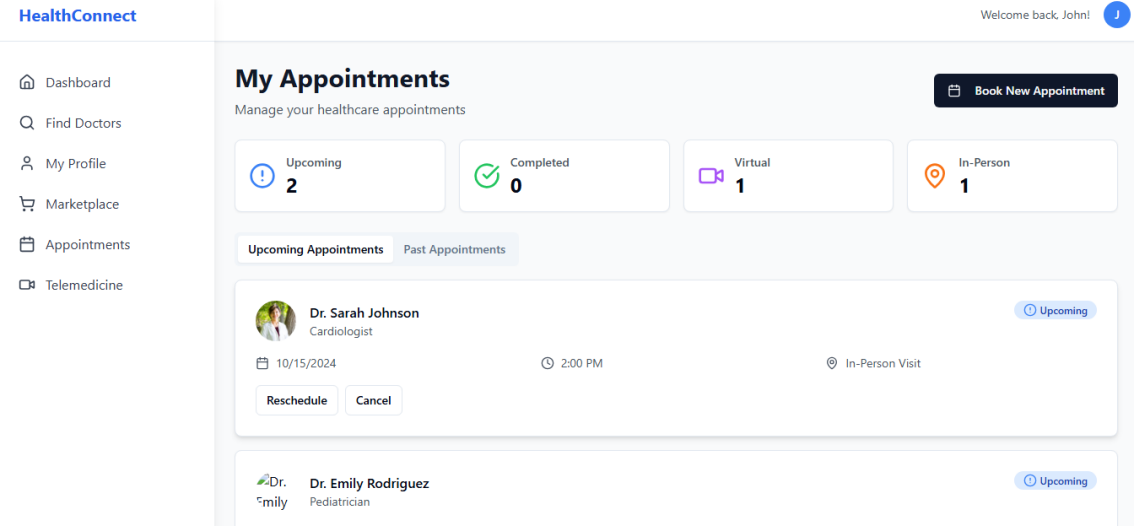 HealthConnect
Welcome back, John!
J
Dashboard
Find Doctors
My Profile
Marketplace
Appointments
Telemedicine
My Appointments
Manage your healthcare appointments
Book New Appointment
Upcoming
2
Completed
0
Virtual
1
In-Person
1
Upcoming Appointments
Past Appointments
Dr. Sarah Johnson
Cardiologist
Upcoming
10/15/2024
2:00 PM
In-Person Visit
Reschedule
Cancel
Dr.
Emily
Dr. Emily Rodriguez
Pediatrician
Upcoming